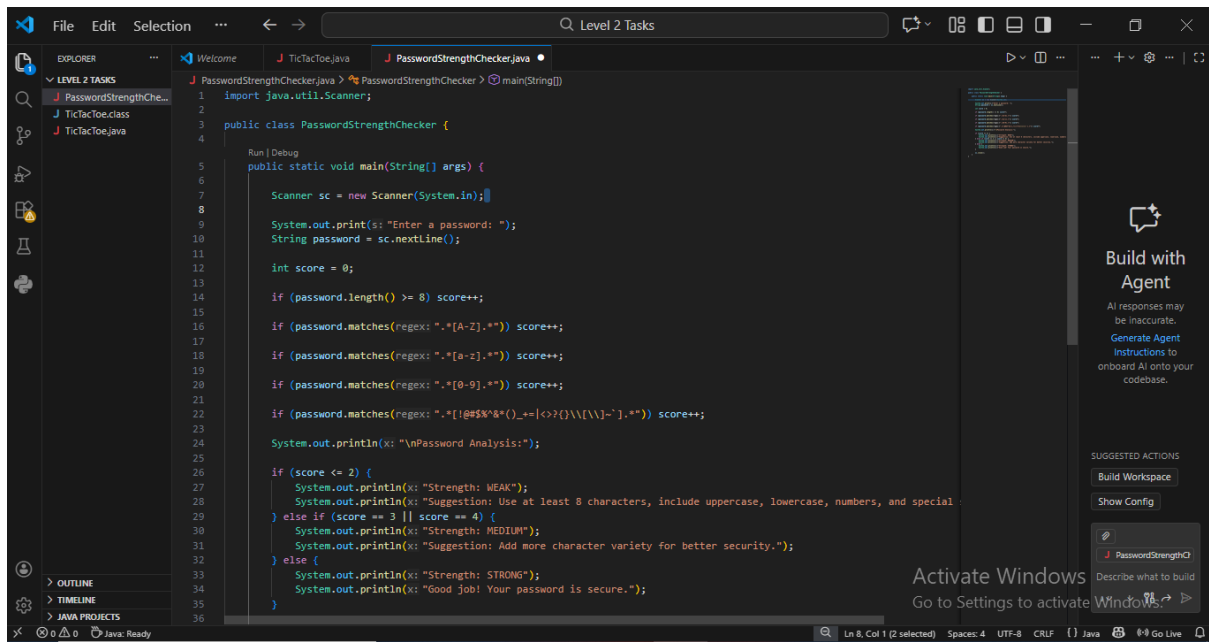 File Edit Selection ... Level 2 Tasks
EXPLORER ...
LEVEL 2 TASKS
J PasswordStrengthChe...
J TicTacToe.class
J TicTacToe.java
OUTLINE
TIMELINE
JAVA PROJECTS
Welcome J TicTacToe.java J PasswordStrengthChecker.java ●
J PasswordStrengthChecker.java > PasswordStrengthChecker > main(String[])
1 import java.util.Scanner;
2
3 public class PasswordStrengthChecker {
4
Run | Debug
5 public static void main(String[] args) {
6
7 Scanner sc = new Scanner(System.in);
8
9 System.out.print(s: "Enter a password: ");
10 String password = sc.nextLine();
11
12 int score = 0;
13
14 if (password.length() >= 8) score++;
15
16 if (password.matches(regex: ".*[A-Z].*")) score++;
17
18 if (password.matches(regex: ".*[a-z].*")) score++;
19
20 if (password.matches(regex: ".*[0-9].*")) score++;
21
22 if (password.matches(regex: ".*[!@#$%^&*()_+=|<>?{}\\[\\]~`].*")) score++;
23
24 System.out.println(x: "\nPassword Analysis:");
25
26 if (score <= 2) {
27 System.out.println(x: "Strength: WEAK");
28 System.out.println(x: "Suggestion: Use at least 8 characters, include uppercase, lowercase, numbers, and special
29 } else if (score == 3 || score == 4) {
30 System.out.println(x: "Strength: MEDIUM");
31 System.out.println(x: "Suggestion: Add more character variety for better security.");
32 } else {
33 System.out.println(x: "Strength: STRONG");
34 System.out.println(x: "Good job! Your password is secure.");
35 }
36
Build with
Agent
AI responses may
be inaccurate.
Generate Agent
Instructions to
onboard AI onto your
codebase.
SUGGESTED ACTIONS
Build Workspace
Show Config
J PasswordStrengthCh
Describe what to build
Activate Windows
Go to Settings to activate Windows.
0 0 Java: Ready
Ln 8, Col 1 (2 selected) Spaces: 4 UTF-8 CRLF {} Java Go Live